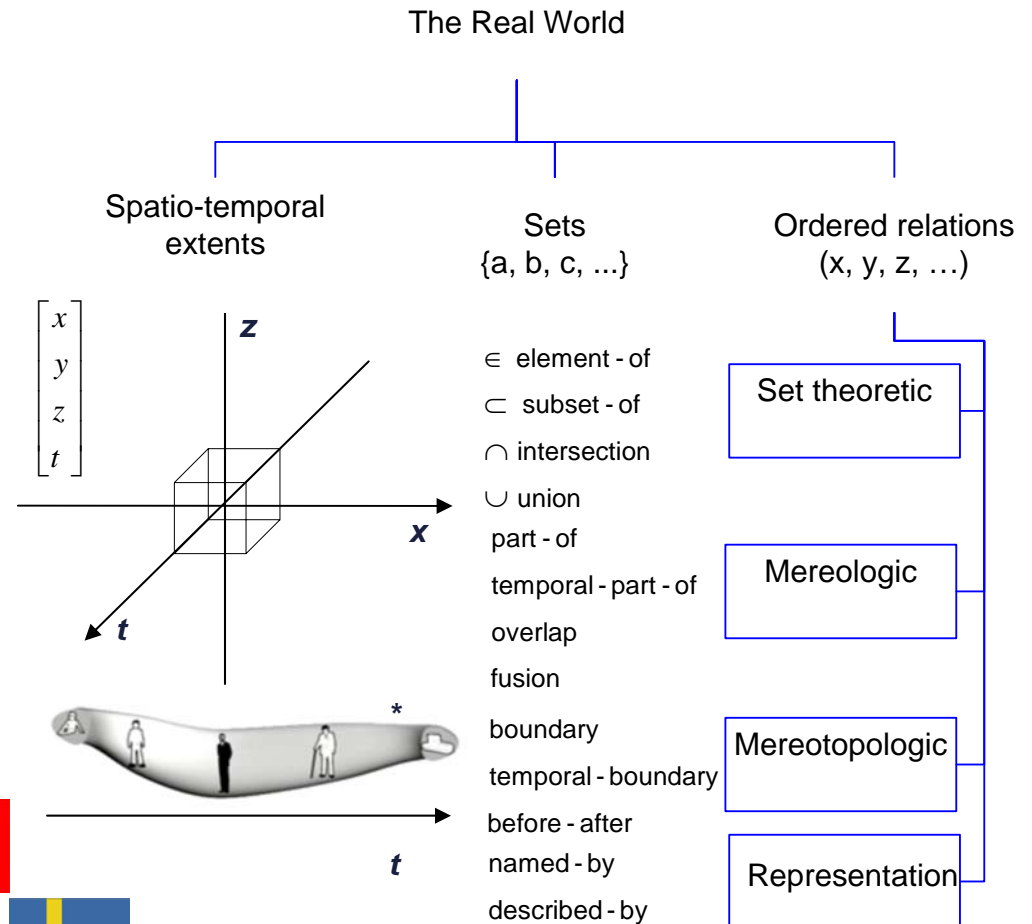 The Real World
Spatio-temporal
extents
Sets
{a, b, c, ...}
Ordered relations
(x, y, z, …)
x
y
z
t
z
x
t
∈ element - of
⊂ subset - of
∩ intersection
∪ union
part - of
temporal - part - of
overlap
fusion
boundary
temporal - boundary
before - after
named - by
described - by
Set theoretic
Mereologic
Mereotopologic
Representation
*
t